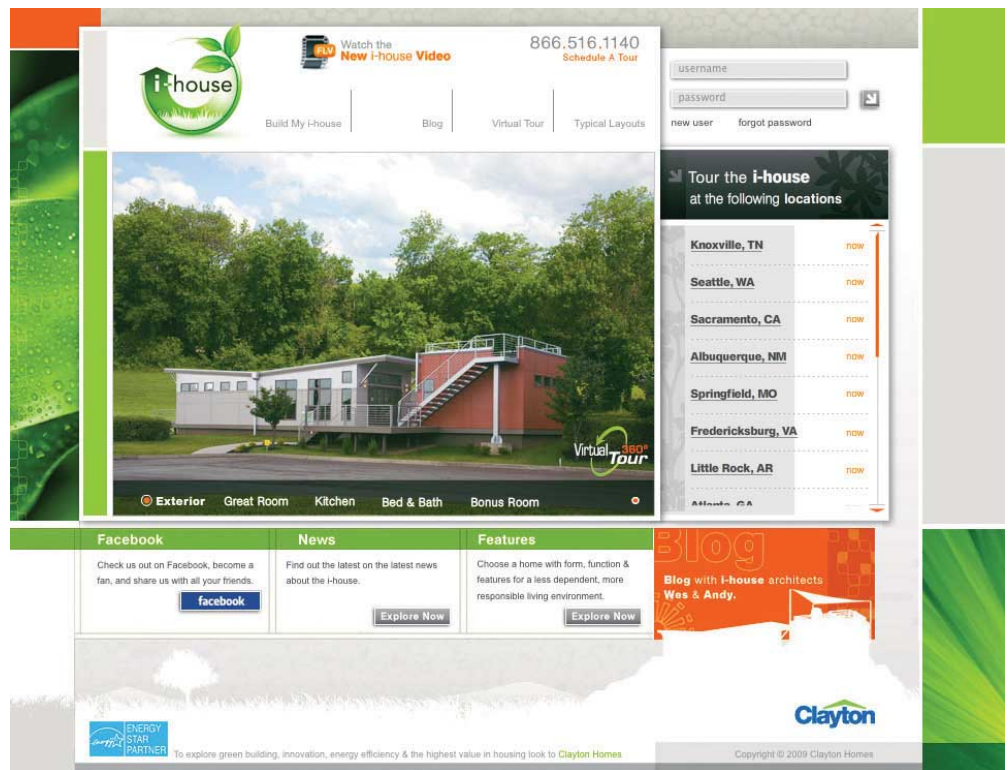 i-house
FLV
Watch the
New i-house Video
866.516.1140
Schedule A Tour
Build My i-house
Blog
Virtual Tour
Typical Layouts
username
password
new user
forgot password
Tour the i-house
at the following locations
Knoxville, TN now
Seattle, WA now
Sacramento, CA now
Albuquerque, NM now
Springfield, MO now
Fredericksburg, VA now
Little Rock, AR now
Atlanta, GA
Virtual 360°
Tour
Exterior Great Room Kitchen Bed & Bath Bonus Room
Facebook
Check us out on Facebook, become a
fan, and share us with all your friends.
facebook
News
Find out the latest on the latest news
about the i-house.
Explore Now
Features
Choose a home with form, function &
features for a less dependent, more
responsible living environment.
Explore Now
Blog
Blog with i-house architects
Wes & Andy.
energy
ENERGY
STAR
PARTNER
To explore green building, innovation, energy efficiency & the highest value in housing look to Clayton Homes
Clayton
Copyright © 2009 Clayton Homes